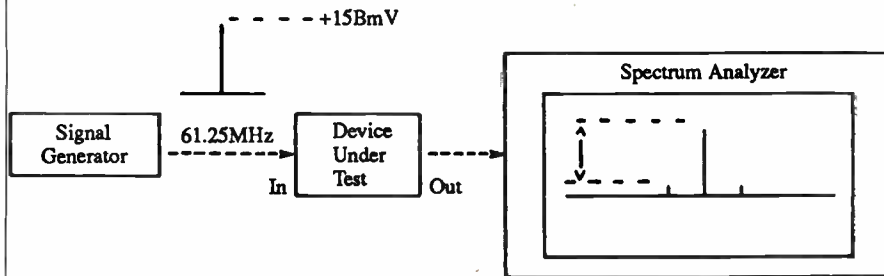 +15BmV
Spectrum Analyzer
Signal
Generator
61.25MHz
Device
Under
Test
In
Out